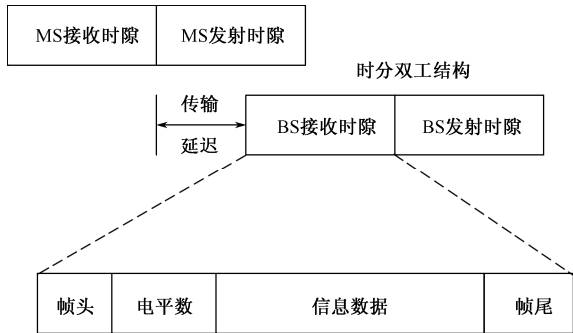 MS接收时隙 MS发射时隙
时分双工结构
传输
延迟
BS接收时隙 BS发射时隙
帧头 电平数 信息数据 帧尾